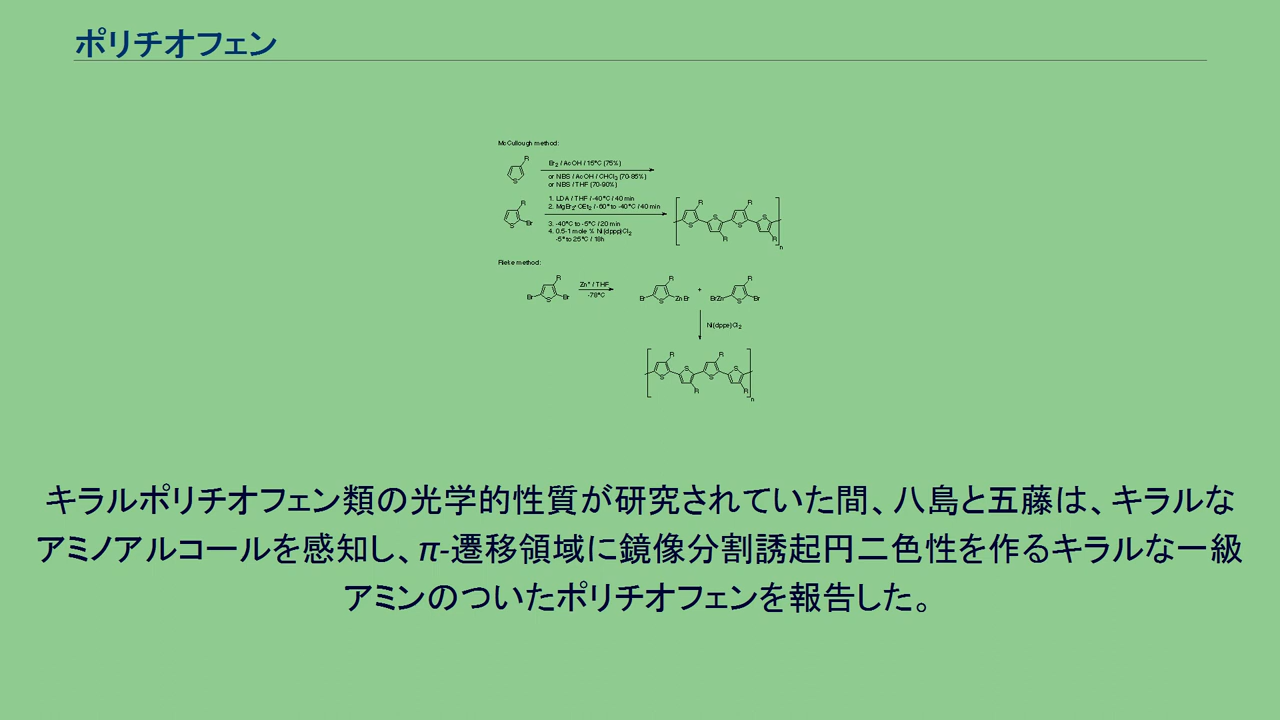 ポリチオフェン
McCullough method:
R
S
Br₂ / AcOH / 15°C (75%)
or NBS / AcOH / CHCl₃ (70-85%)
or NBS / THF (70-90%)
R
S
Br
1. LDA / THF / -40°C / 40 min
2. MgBr₂•OEt₂ / -60° to -40°C / 40 min
3. -40°C to -5°C / 20 min
4. 0.5-1 mole % Ni(dppp)Cl₂
-5° to 25°C / 18h
R R
S S S S
R R
n
Rieke method:
R
Br S Br
Zn* / THF
-78°C
R
Br S ZnBr
+
R
BrZn S Br
Ni(dppe)Cl₂
R R
S S S S
R R
n
キラルポリチオフェン類の光学的性質が研究されていた間、八島と五藤は、キラルな
アミノアルコールを感知し、π-遷移領域に鏡像分割誘起円二色性を作るキラルな一級
アミンのついたポリチオフェンを報告した。